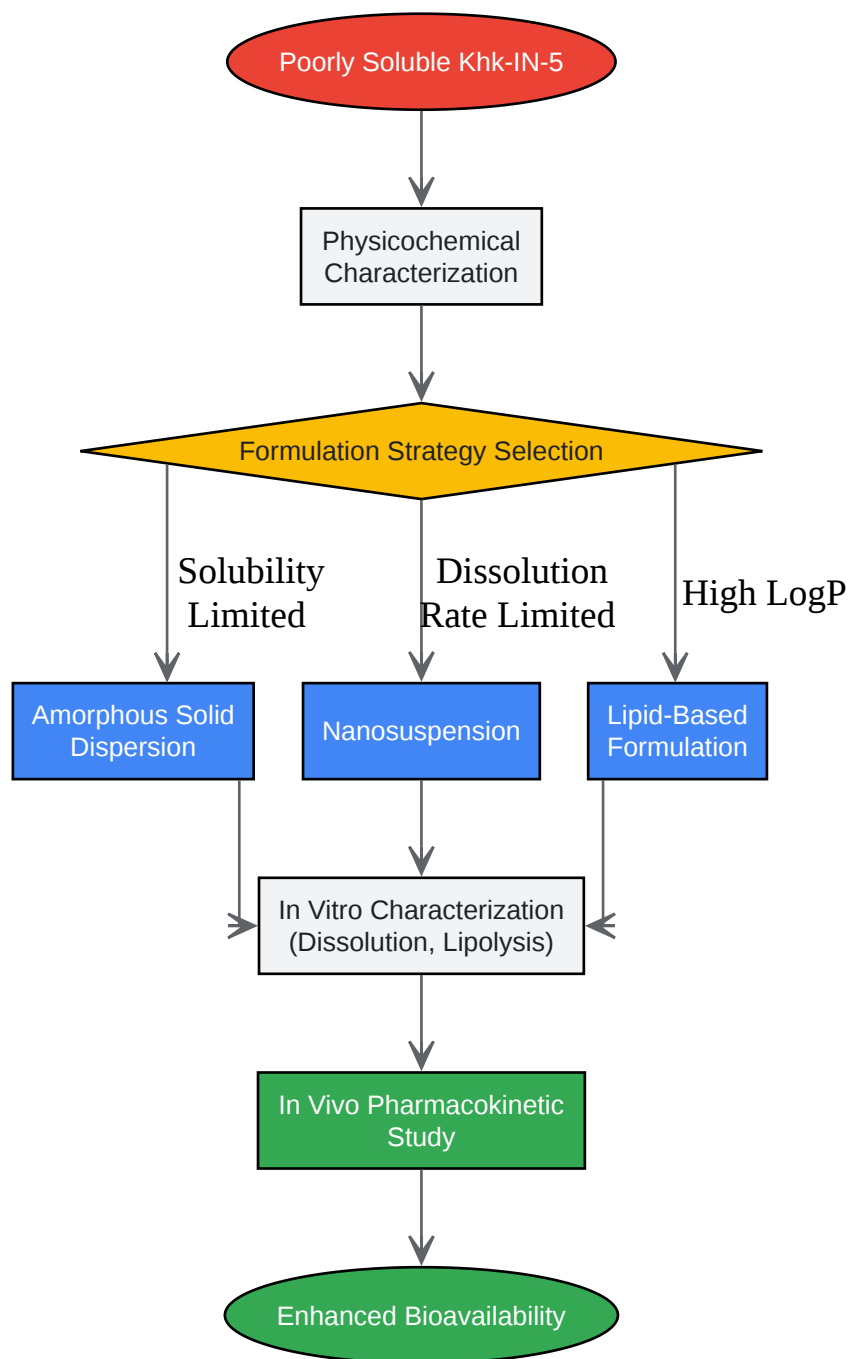 Poorly Soluble Khk-IN-5
Physicochemical
Characterization
Formulation Strategy Selection
Solubility
Limited
Dissolution
Rate Limited
High LogP
Amorphous Solid
Dispersion
Nanosuspension
Lipid-Based
Formulation
In Vitro Characterization
(Dissolution, Lipolysis)
In Vivo Pharmacokinetic
Study
Enhanced Bioavailability